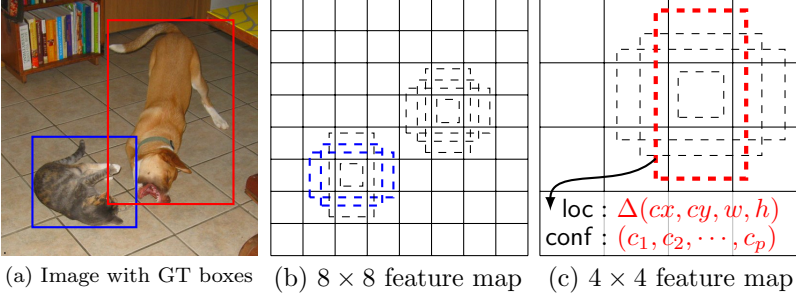 loc : Δ(cx, cy, w, h)
conf : (c₁, c₂, ⋯, cₚ)
(a) Image with GT boxes
(b) 8 × 8 feature map
(c) 4 × 4 feature map